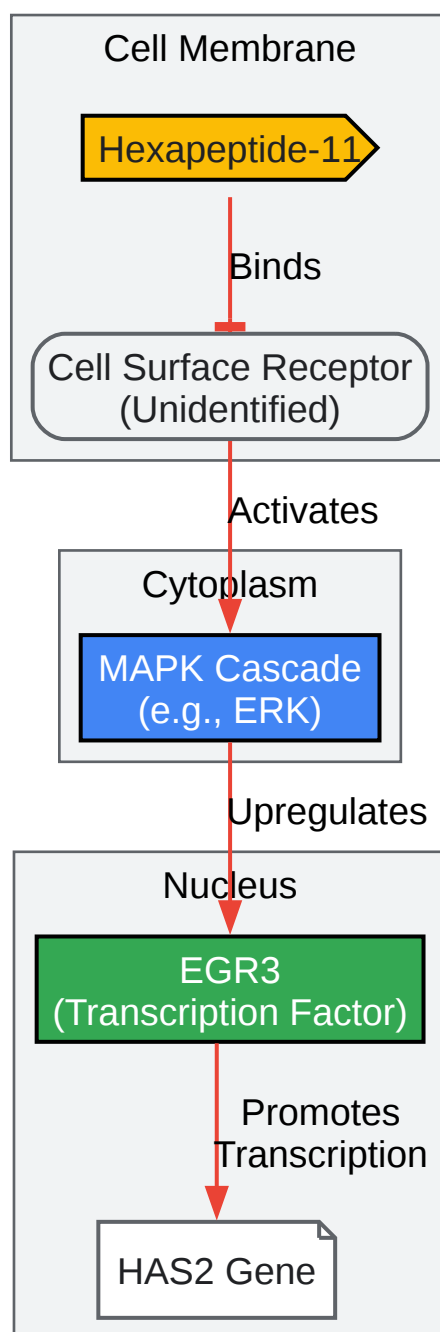 Cell Membrane
Hexapeptide-11
Binds
Cell Surface Receptor
(Unidentified)
Activates
Cytoplasm
MAPK Cascade
(e.g., ERK)
Upregulates
Nucleus
EGR3
(Transcription Factor)
Promotes
Transcription
HAS2 Gene